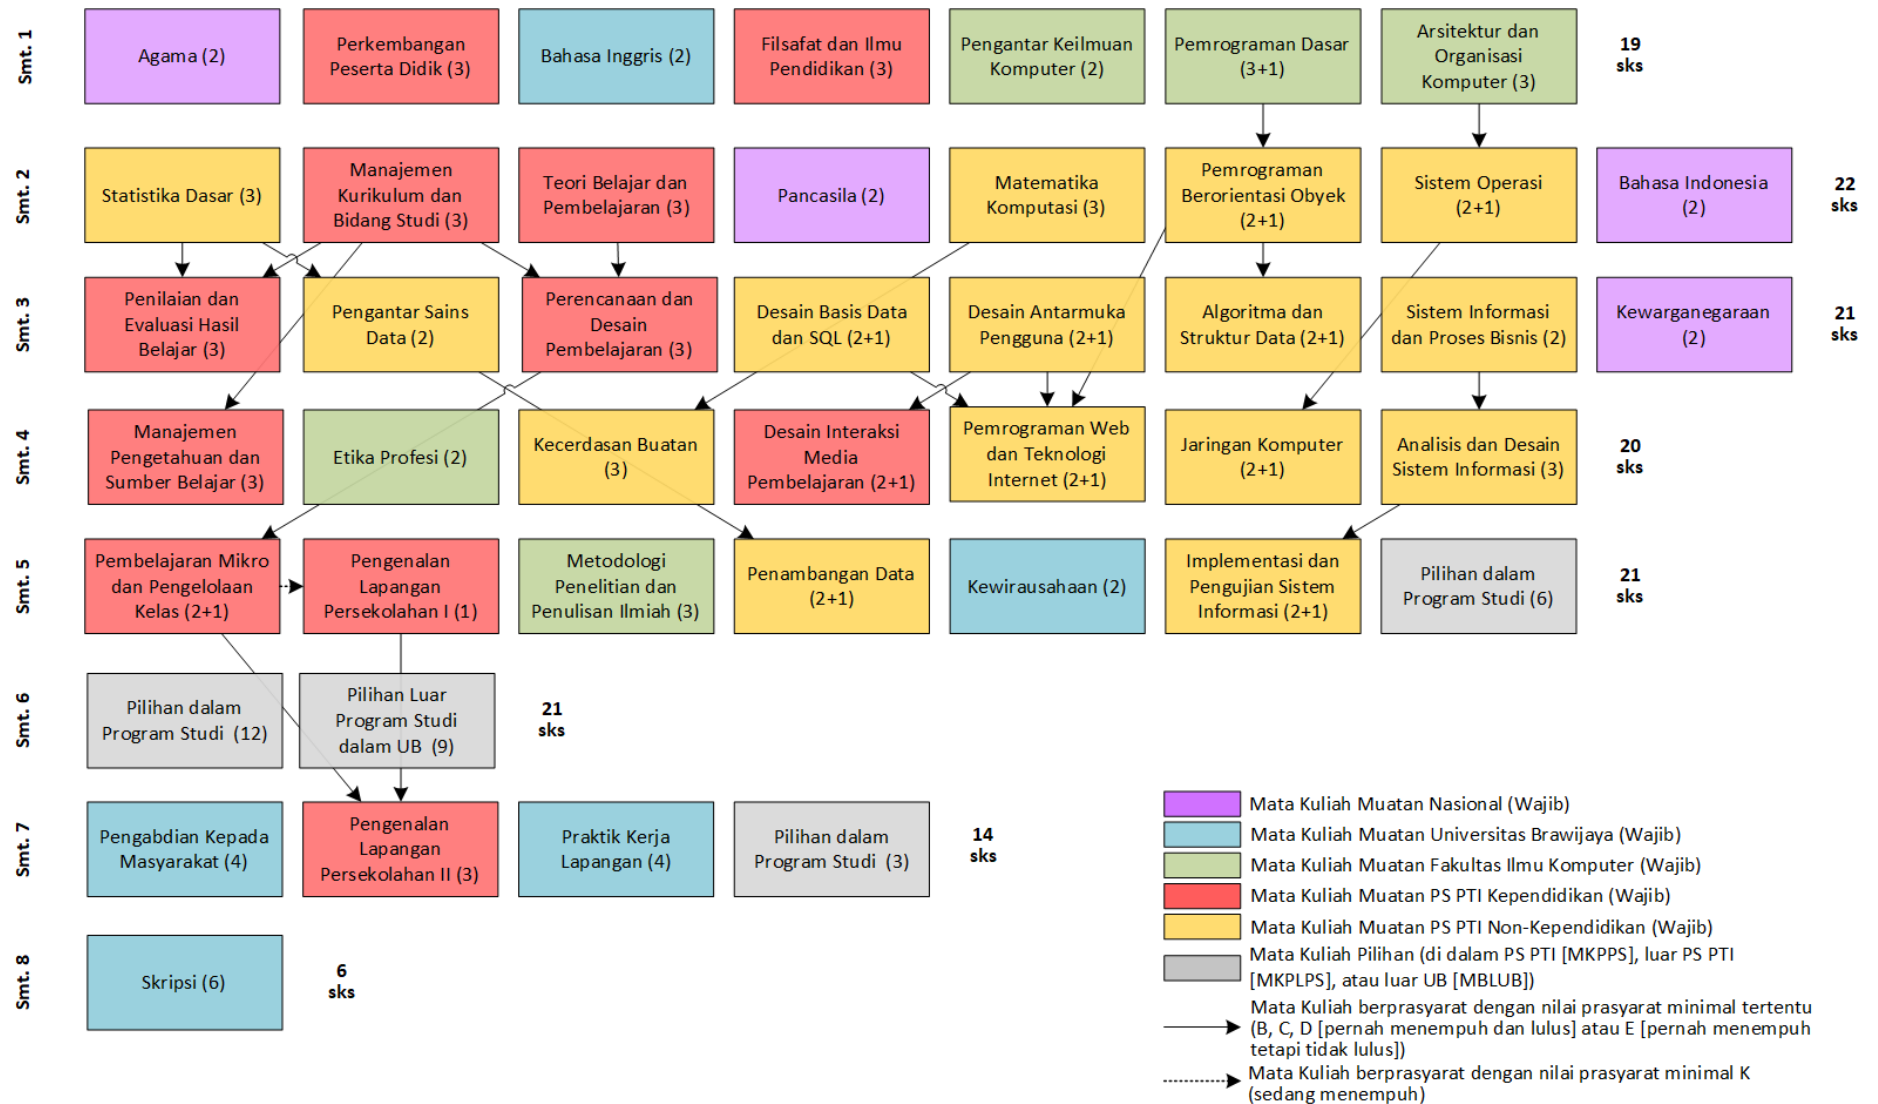 Smt. 1
Agama (2)
Perkembangan
Peserta Didik (3)
Bahasa Inggris (2)
Filsafat dan Ilmu
Pendidikan (3)
Pengantar Keilmuan
Komputer (2)
Pemrograman Dasar
(3+1)
Arsitektur dan
Organisasi
Komputer (3)
19
sks
Smt. 2
Statistika Dasar (3)
Manajemen
Kurikulum dan
Bidang Studi (3)
Teori Belajar dan
Pembelajaran (3)
Pancasila (2)
Matematika
Komputasi (3)
Pemrograman
Berorientasi Obyek
(2+1)
Sistem Operasi
(2+1)
Bahasa Indonesia
(2)
22
sks
Smt. 3
Penilaian dan
Evaluasi Hasil
Belajar (3)
Pengantar Sains
Data (2)
Perencanaan dan
Desain
Pembelajaran (3)
Desain Basis Data
dan SQL (2+1)
Desain Antarmuka
Pengguna (2+1)
Algoritma dan
Struktur Data (2+1)
Sistem Informasi
dan Proses Bisnis (2)
Kewarganegaraan
(2)
21
sks
Smt. 4
Manajemen
Pengetahuan dan
Sumber Belajar (3)
Etika Profesi (2)
Kecerdasan Buatan
(3)
Desain Interaksi
Media
Pembelajaran (2+1)
Pemrograman Web
dan Teknologi
Internet (2+1)
Jaringan Komputer
(2+1)
Analisis dan Desain
Sistem Informasi (3)
20
sks
Smt. 5
Pembelajaran Mikro
dan Pengelolaan
Kelas (2+1)
Pengenalan
Lapangan
Persekolahan I (1)
Metodologi
Penelitian dan
Penulisan Ilmiah (3)
Penambangan Data
(2+1)
Kewirausahaan (2)
Implementasi dan
Pengujian Sistem
Informasi (2+1)
Pilihan dalam
Program Studi (6)
21
sks
Smt. 6
Pilihan dalam
Program Studi (12)
Pilihan Luar
Program Studi
dalam UB (9)
21
sks
Smt. 7
Pengabdian Kepada
Masyarakat (4)
Pengenalan
Lapangan
Persekolahan II (3)
Praktik Kerja
Lapangan (4)
Pilihan dalam
Program Studi (3)
14
sks
Smt. 8
Skripsi (6)
6
sks
Mata Kuliah Muatan Nasional (Wajib)
Mata Kuliah Muatan Universitas Brawijaya (Wajib)
Mata Kuliah Muatan Fakultas Ilmu Komputer (Wajib)
Mata Kuliah Muatan PS PTI Kependidikan (Wajib)
Mata Kuliah Muatan PS PTI Non-Kependidikan (Wajib)
Mata Kuliah Pilihan (di dalam PS PTI [MKPPS], luar PS PTI
[MKPLPS], atau luar UB [MBLUB])
Mata Kuliah berprasyarat dengan nilai prasyarat minimal tertentu
(B, C, D [pernah menempuh dan lulus] atau E [pernah menempuh
tetapi tidak lulus])
Mata Kuliah berprasyarat dengan nilai prasyarat minimal K
(sedang menempuh)